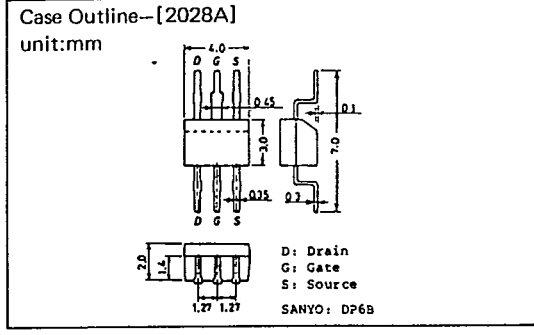 Case Outline-[2028A]
unit:mm
4.0
D G S
0.45
3.0
0.35
D G S
0.1
7.0
0.3
2.0
1.4
1.27 1.27
D: Drain
G: Gate
S: Source
SANYO: DP6B